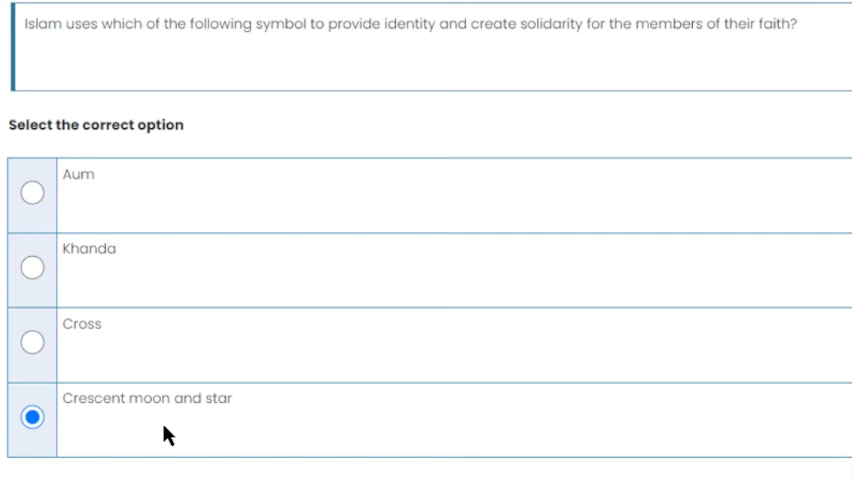 Islam uses which of the following symbol to provide identity and create solidarity for the members of their faith?
Select the correct option
Aum
Khanda
Cross
Crescent moon and star